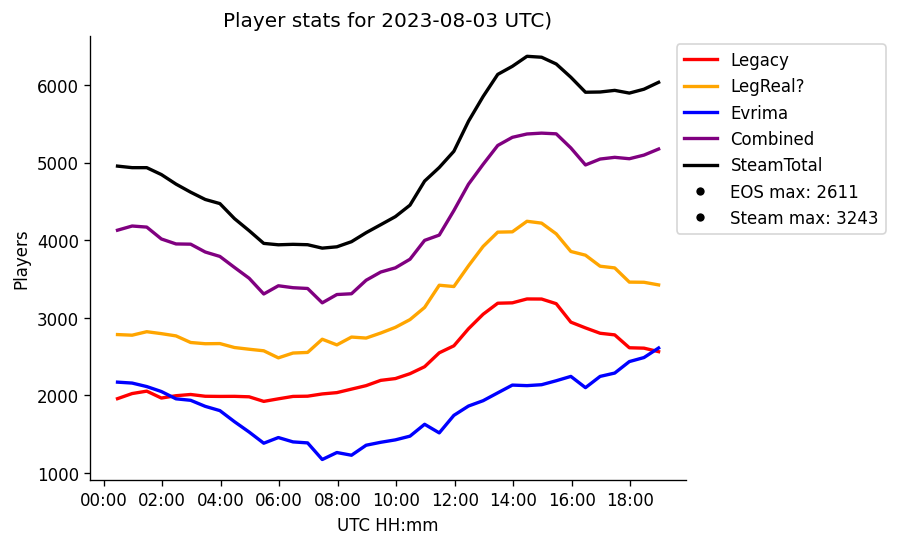 Player stats for 2023-08-03 UTC)
Legacy
LegReal?
Evrima
Combined
SteamTotal
EOS max: 2611
Steam max: 3243
Players
6000
5000
4000
3000
2000
1000
00:00 02:00 04:00 06:00 08:00 10:00 12:00 14:00 16:00 18:00
UTC HH:mm